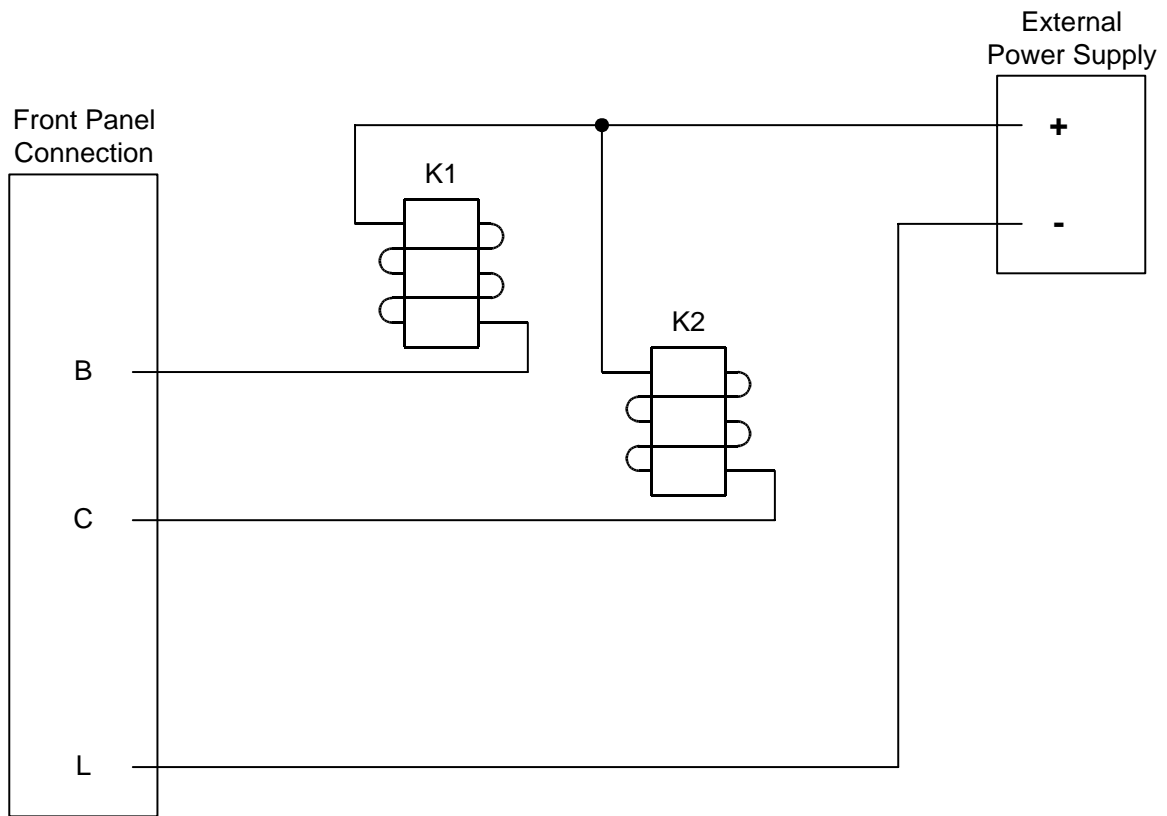 External
Power Supply
+
-
Front Panel
Connection
K1
K2
B
C
L